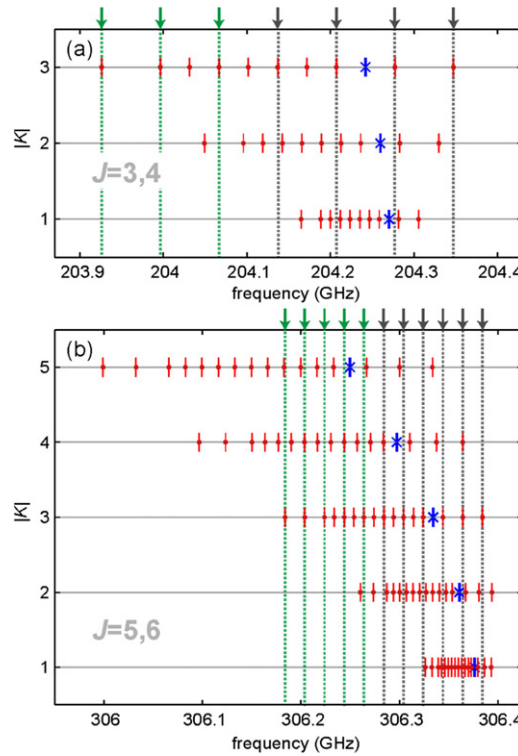 (a)
3
2
|K|
J=3,4
1
203.9 204 204.1 204.2 204.3 204.4
frequency (GHz)
(b)
5
4
|K| 3
2
J=5,6
1
306 306.1 306.2 306.3 306.4
frequency (GHz)